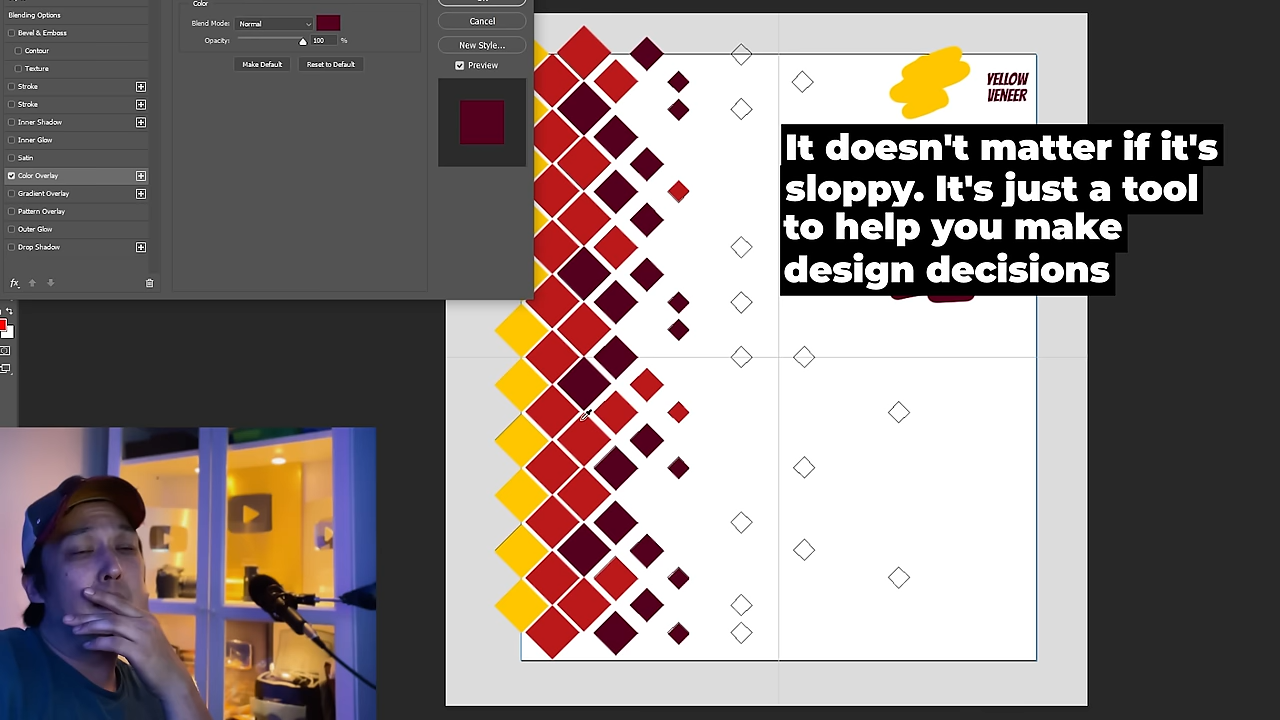 Color
Blending Options
Blend Mode: Normal
Cancel
Bevel & Emboss
Opacity: 100 %
New Style...
Contour
Make Default
Reset to Default
Preview
Texture
Stroke
Stroke
Inner Shadow
Inner Glow
Satin
Color Overlay
Gradient Overlay
Pattern Overlay
Outer Glow
Drop Shadow
fx
YELLOW
VENEER
It doesn't matter if it's
sloppy. It's just a tool
to help you make
design decisions